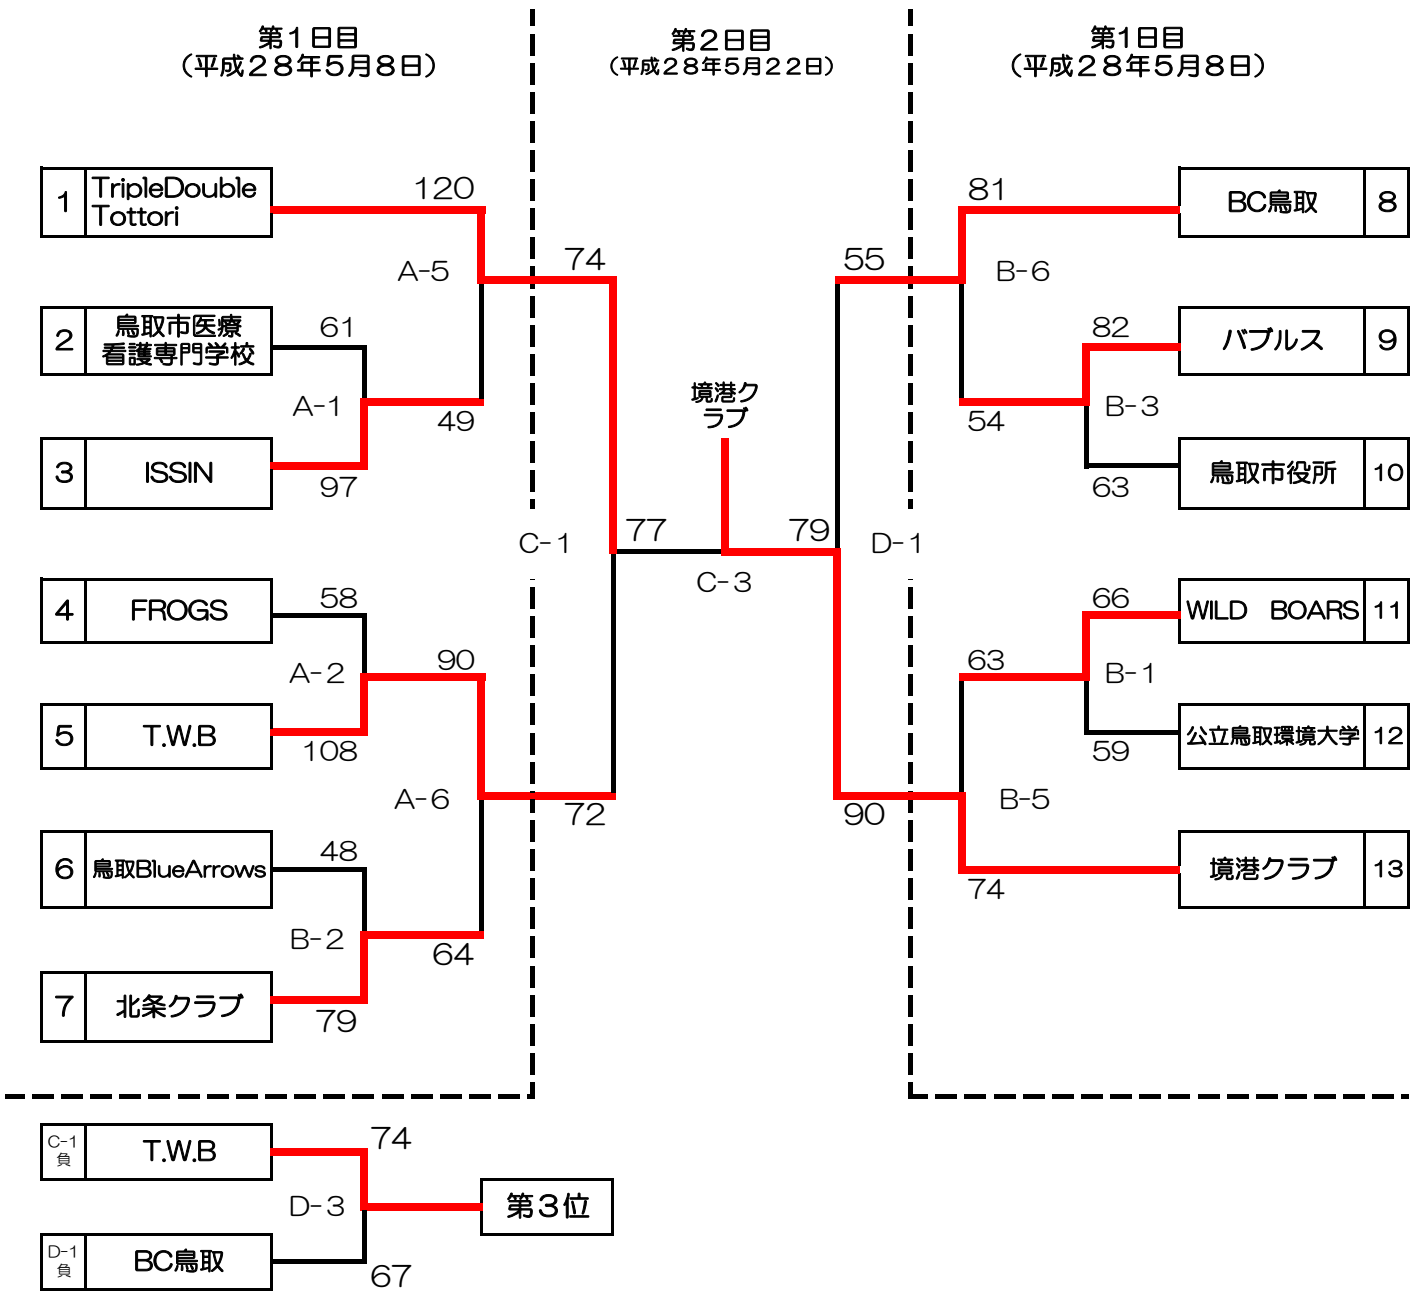 第1日目
（平成２８年５月８日）
第２日目
（平成２８年５月２２日）
第1日目
（平成２８年５月８日）
1
TripleDouble
Tottori
120
A-5
2
鳥取市医療
看護専門学校
61
A-1
49
3
ISSIN
97
4
FROGS
58
A-2
90
5
T.W.B
108
A-6
6
鳥取BlueArrows
48
B-2
64
7
北条クラブ
79
74
C-1
72
77
境港ク
ラブ
79
C-3
55
D-1
90
81
BC鳥取
8
B-6
82
バブルス
9
54
B-3
63
鳥取市役所
10
66
WILD　BOARS
11
63
B-1
59
公立鳥取環境大学
12
B-5
74
境港クラブ
13
C-1
負
T.W.B
74
D-3
第３位
D-1
負
BC鳥取
67